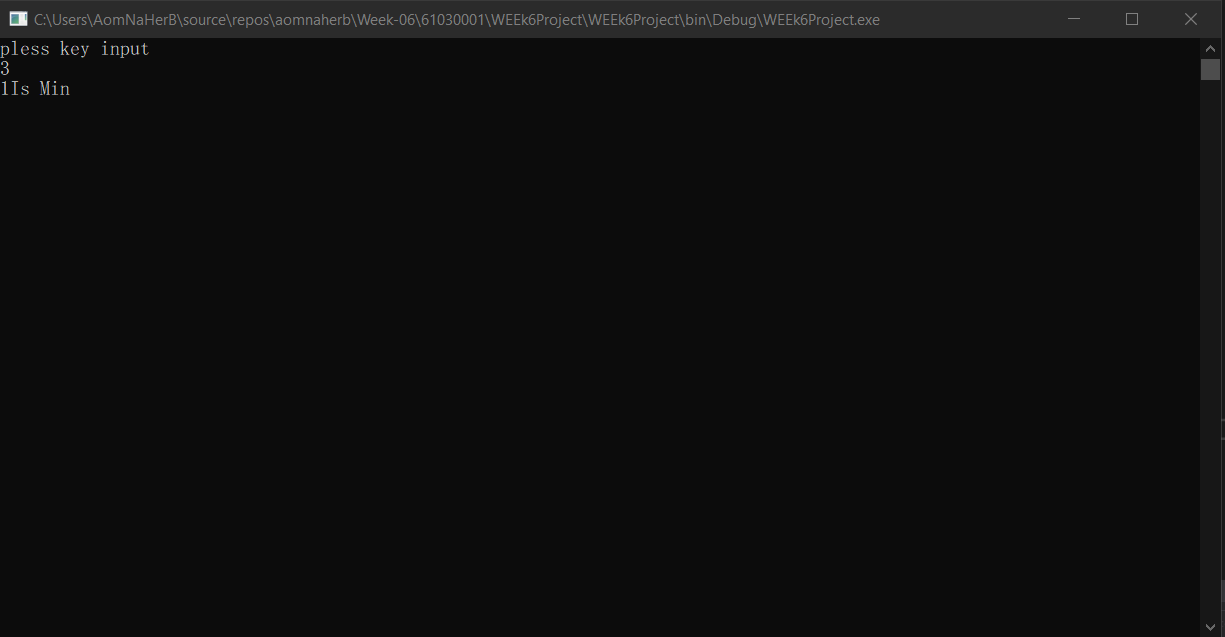 C:\Users\AomNaHerB\source\repos\aomnaherb\Week-06\61030001\WEEk6Project\WEEk6Project\bin\Debug\WEEk6Project.exe
pless key input
3
1Is Min